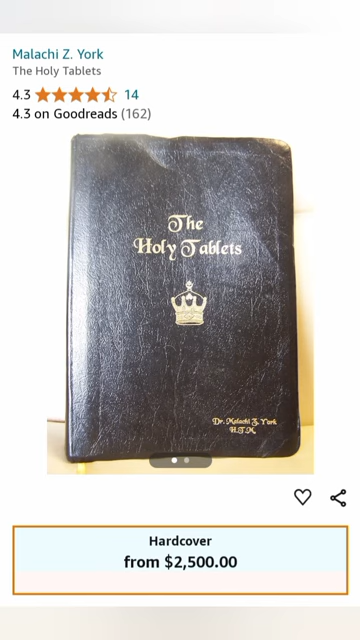 Malachi Z. York
The Holy Tablets
4.3 14
4.3 on Goodreads (162)
The
Holy Tablets
Dr. Malachi Z. York
H.T.M.
Hardcover
from $2,500.00